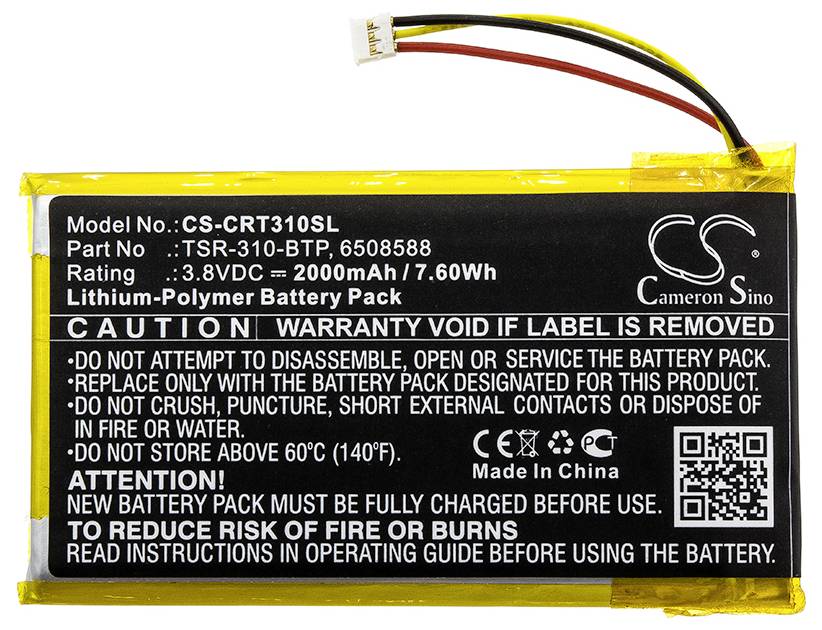 Model No.: CS-CRT310SL
Part No : TSR-310-BTP, 6508588
Rating : 3.8VDC ⎓ 2000mAh / 7.60Wh
Lithium-Polymer Battery Pack
CS®
Cameron Sino
CAUTION WARRANTY VOID IF LABEL IS REMOVED
•DO NOT ATTEMPT TO DISASSEMBLE, OPEN OR SERVICE THE BATTERY PACK.
•REPLACE ONLY WITH THE BATTERY PACK DESIGNATED FOR THIS PRODUCT.
•DO NOT CRUSH, PUNCTURE, SHORT EXTERNAL CONTACTS OR DISPOSE OF
IN FIRE OR WATER.
•DO NOT STORE ABOVE 60ºC (140ºF).
CE PCT
Made In China
ATTENTION!
NEW BATTERY PACK MUST BE FULLY CHARGED BEFORE USE.
TO REDUCE RISK OF FIRE OR BURNS
READ INSTRUCTIONS IN OPERATING GUIDE BEFORE USING THE BATTERY.